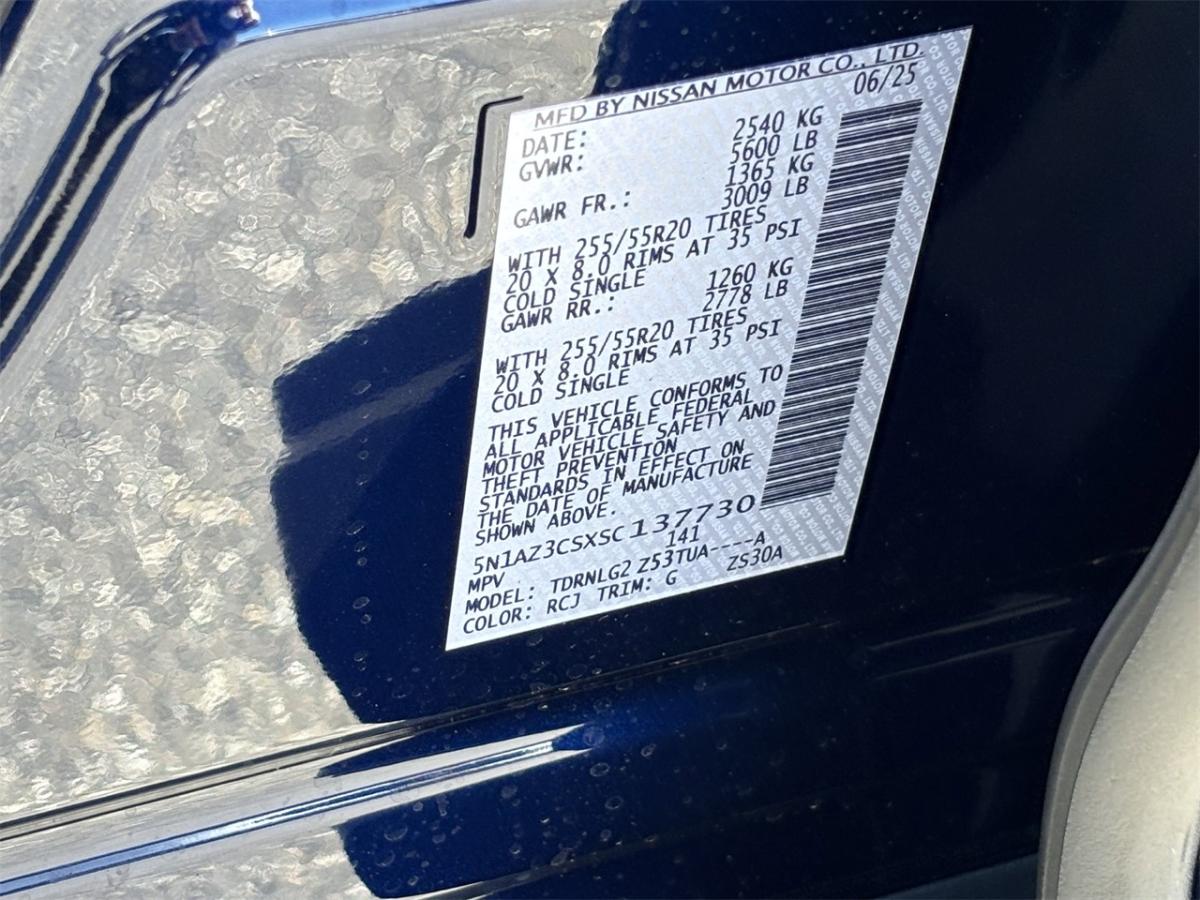 MFD BY NISSAN MOTOR CO., LTD.
DATE: 06/25
GVWR: 2540 KG
5600 LB
GAWR FR.: 1365 KG
3009 LB
WITH 255/55R20 TIRES
20 X 8.0 RIMS AT 35 PSI
COLD SINGLE
GAWR RR.: 1260 KG
2778 LB
WITH 255/55R20 TIRES
20 X 8.0 RIMS AT 35 PSI
COLD SINGLE
THIS VEHICLE CONFORMS TO
ALL APPLICABLE FEDERAL
MOTOR VEHICLE SAFETY AND
THEFT PREVENTION
STANDARDS IN EFFECT ON
THE DATE OF MANUFACTURE
SHOWN ABOVE.
5N1AZ3CSXSC137730
MPV 141
MODEL: TDRNLG2 Z53TUA----A
COLOR: RCJ TRIM: G ZS30A